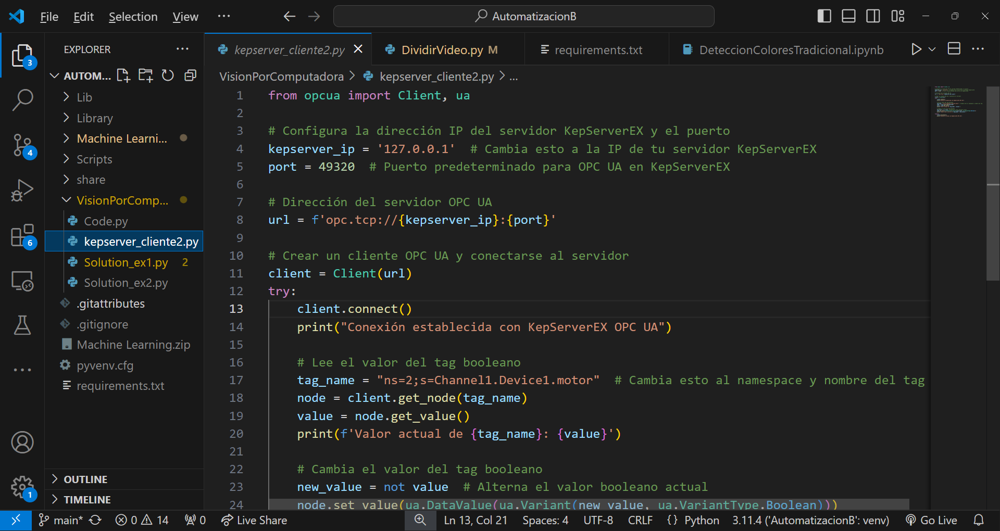 File Edit Selection View ··· AutomatizacionB
EXPLORER ···
kepserver_cliente2.py
DividirVideo.py M
requirements.txt
DeteccionColoresTradicional.ipynb
AUTOM...
VisionPorComputadora > kepserver_cliente2.py > ...
Lib
Library
Machine Learni...
Scripts
share
VisionPorComp...
Code.py
kepserver_cliente2.py
Solution_ex1.py 2
Solution_ex2.py
.gitattributes
.gitignore
Machine Learning.zip
pyvenv.cfg
requirements.txt
OUTLINE
TIMELINE
3
4
6
1
1 from opcua import Client, ua
2
3 # Configura la dirección IP del servidor KepServerEX y el puerto
4 kepserver_ip = '127.0.0.1'  # Cambia esto a la IP de tu servidor KepServerEX
5 port = 49320  # Puerto predeterminado para OPC UA en KepServerEX
6
7 # Dirección del servidor OPC UA
8 url = f'opc.tcp://{kepserver_ip}:{port}'
9
10 # Crear un cliente OPC UA y conectarse al servidor
11 client = Client(url)
12 try:
13     client.connect()
14     print("Conexión establecida con KepServerEX OPC UA")
15
16     # Lee el valor del tag booleano
17     tag_name = "ns=2;s=Channel1.Device1.motor"  # Cambia esto al namespace y nombre del tag
18     node = client.get_node(tag_name)
19     value = node.get_value()
20     print(f'Valor actual de {tag_name}: {value}')
21
22     # Cambia el valor del tag booleano
23     new_value = not value  # Alterna el valor booleano actual
24     node.set_value(ua.DataValue(ua.Variant(new_value, ua.VariantType.Boolean)))
main* 0 14 0 Live Share Ln 13, Col 21 Spaces: 4 UTF-8 CRLF {} Python 3.11.4 ('AutomatizacionB': venv) Go Live